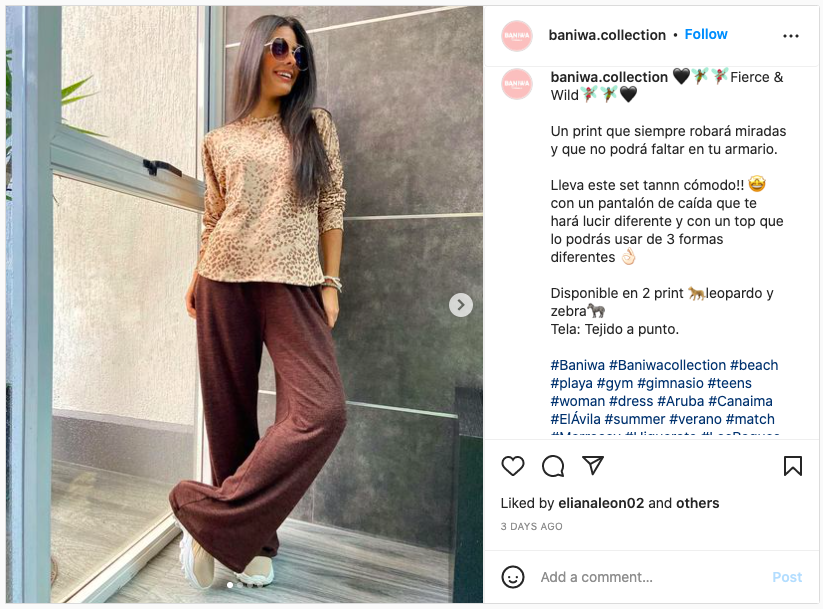 baniwa.collection • Follow
baniwa.collection 🖤🧚🏻‍♀️🧚🏻‍♀️Fierce &
Wild🧚🏻‍♀️🧚🏻‍♀️🖤
Un print que siempre robará miradas
y que no podrá faltar en tu armario.
Lleva este set tannn cómodo!! 🤩
con un pantalón de caída que te
hará lucir diferente y con un top que
lo podrás usar de 3 formas
diferentes 👌🏻
Disponible en 2 print 🐆leopardo y
zebra🦓
Tela: Tejido a punto.
#Baniwa #Baniwacollection #beach
#playa #gym #gimnasio #teens
#woman #dress #Aruba #Canaima
#ElÁvila #summer #verano #match
Liked by elianaleon02 and others
3 DAYS AGO
Add a comment...
Post
BANIWA
BANIWA